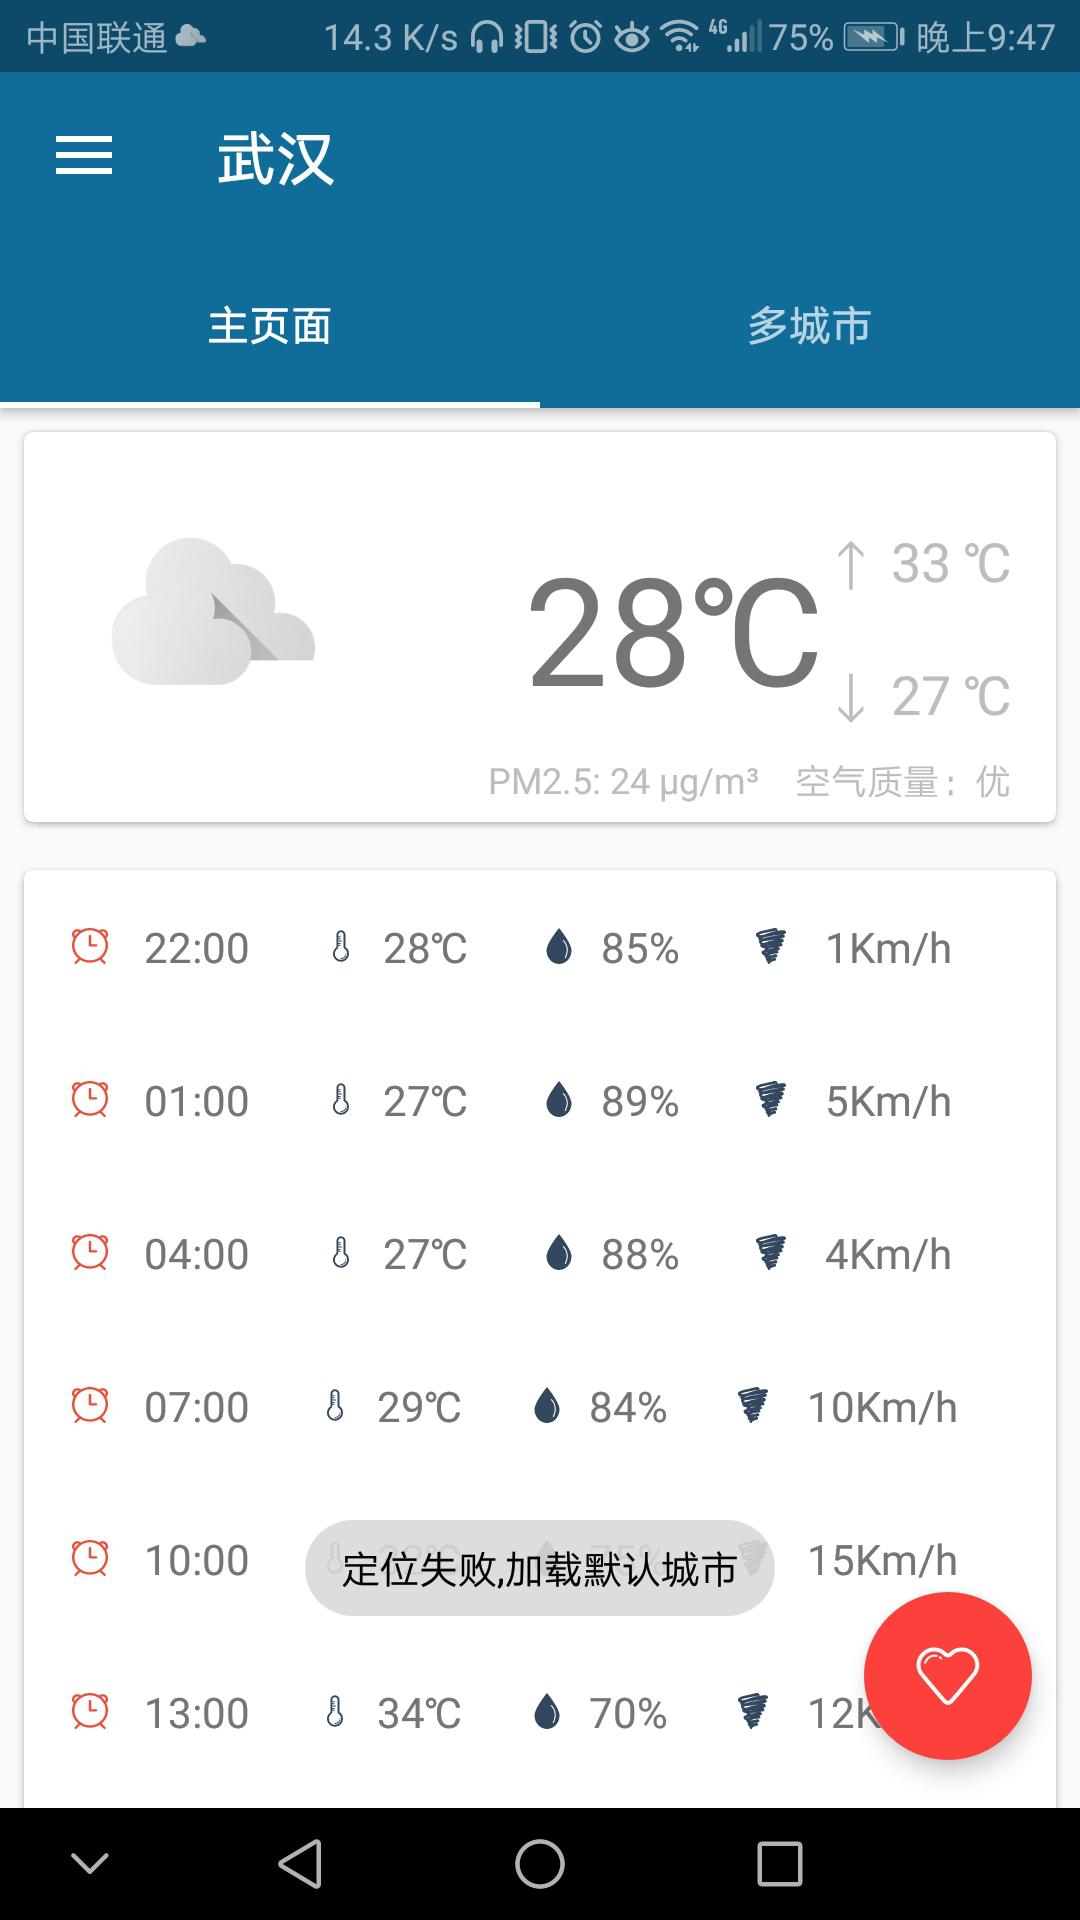 中国联通 14.3 K/s 4G 75% 晚上9:47
武汉
主页面 多城市
28℃
↑ 33 ℃
↓ 27 ℃
PM2.5: 24 μg/m³ 空气质量: 优
22:00 28℃ 85% 1Km/h
01:00 27℃ 89% 5Km/h
04:00 27℃ 88% 4Km/h
07:00 29℃ 84% 10Km/h
10:00 15Km/h
定位失败,加载默认城市
13:00 34℃ 70% 12K